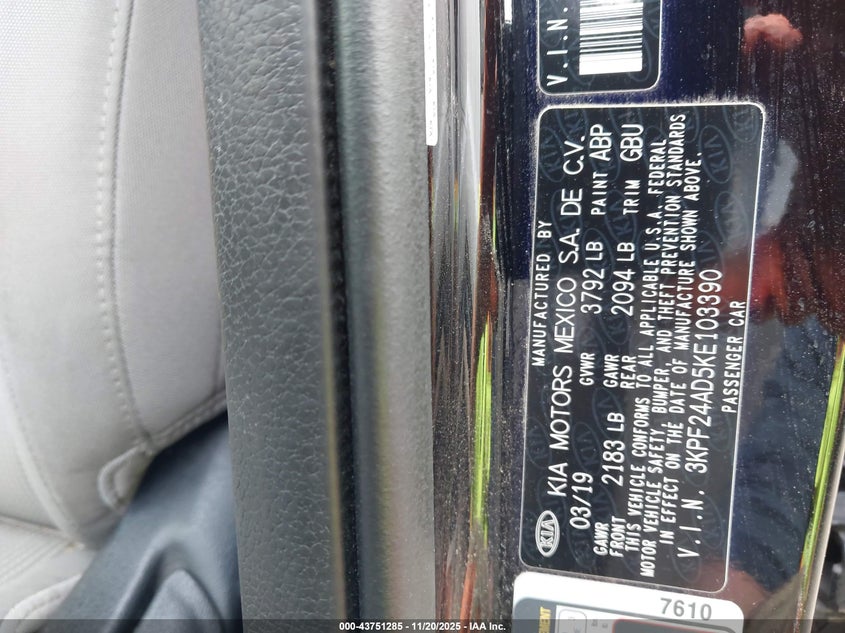 V.I.N.
MANUFACTURED BY
KIA KIA MOTORS MEXICO S.A. DE C.V.
03/19 GVWR 3792 LB PAINT ABP
GAWR FRONT 2183 LB GAWR REAR 2094 LB TRIM GBU
THIS VEHICLE CONFORMS TO ALL APPLICABLE U.S.A. FEDERAL
MOTOR VEHICLE SAFETY, BUMPER, AND THEFT PREVENTION STANDARDS
IN EFFECT ON THE DATE OF MANUFACTURE SHOWN ABOVE.
V.I.N. 3KPF24AD5KE103390
PASSENGER CAR
7610
000-43751285 - 11/20/2025 - IAA Inc.